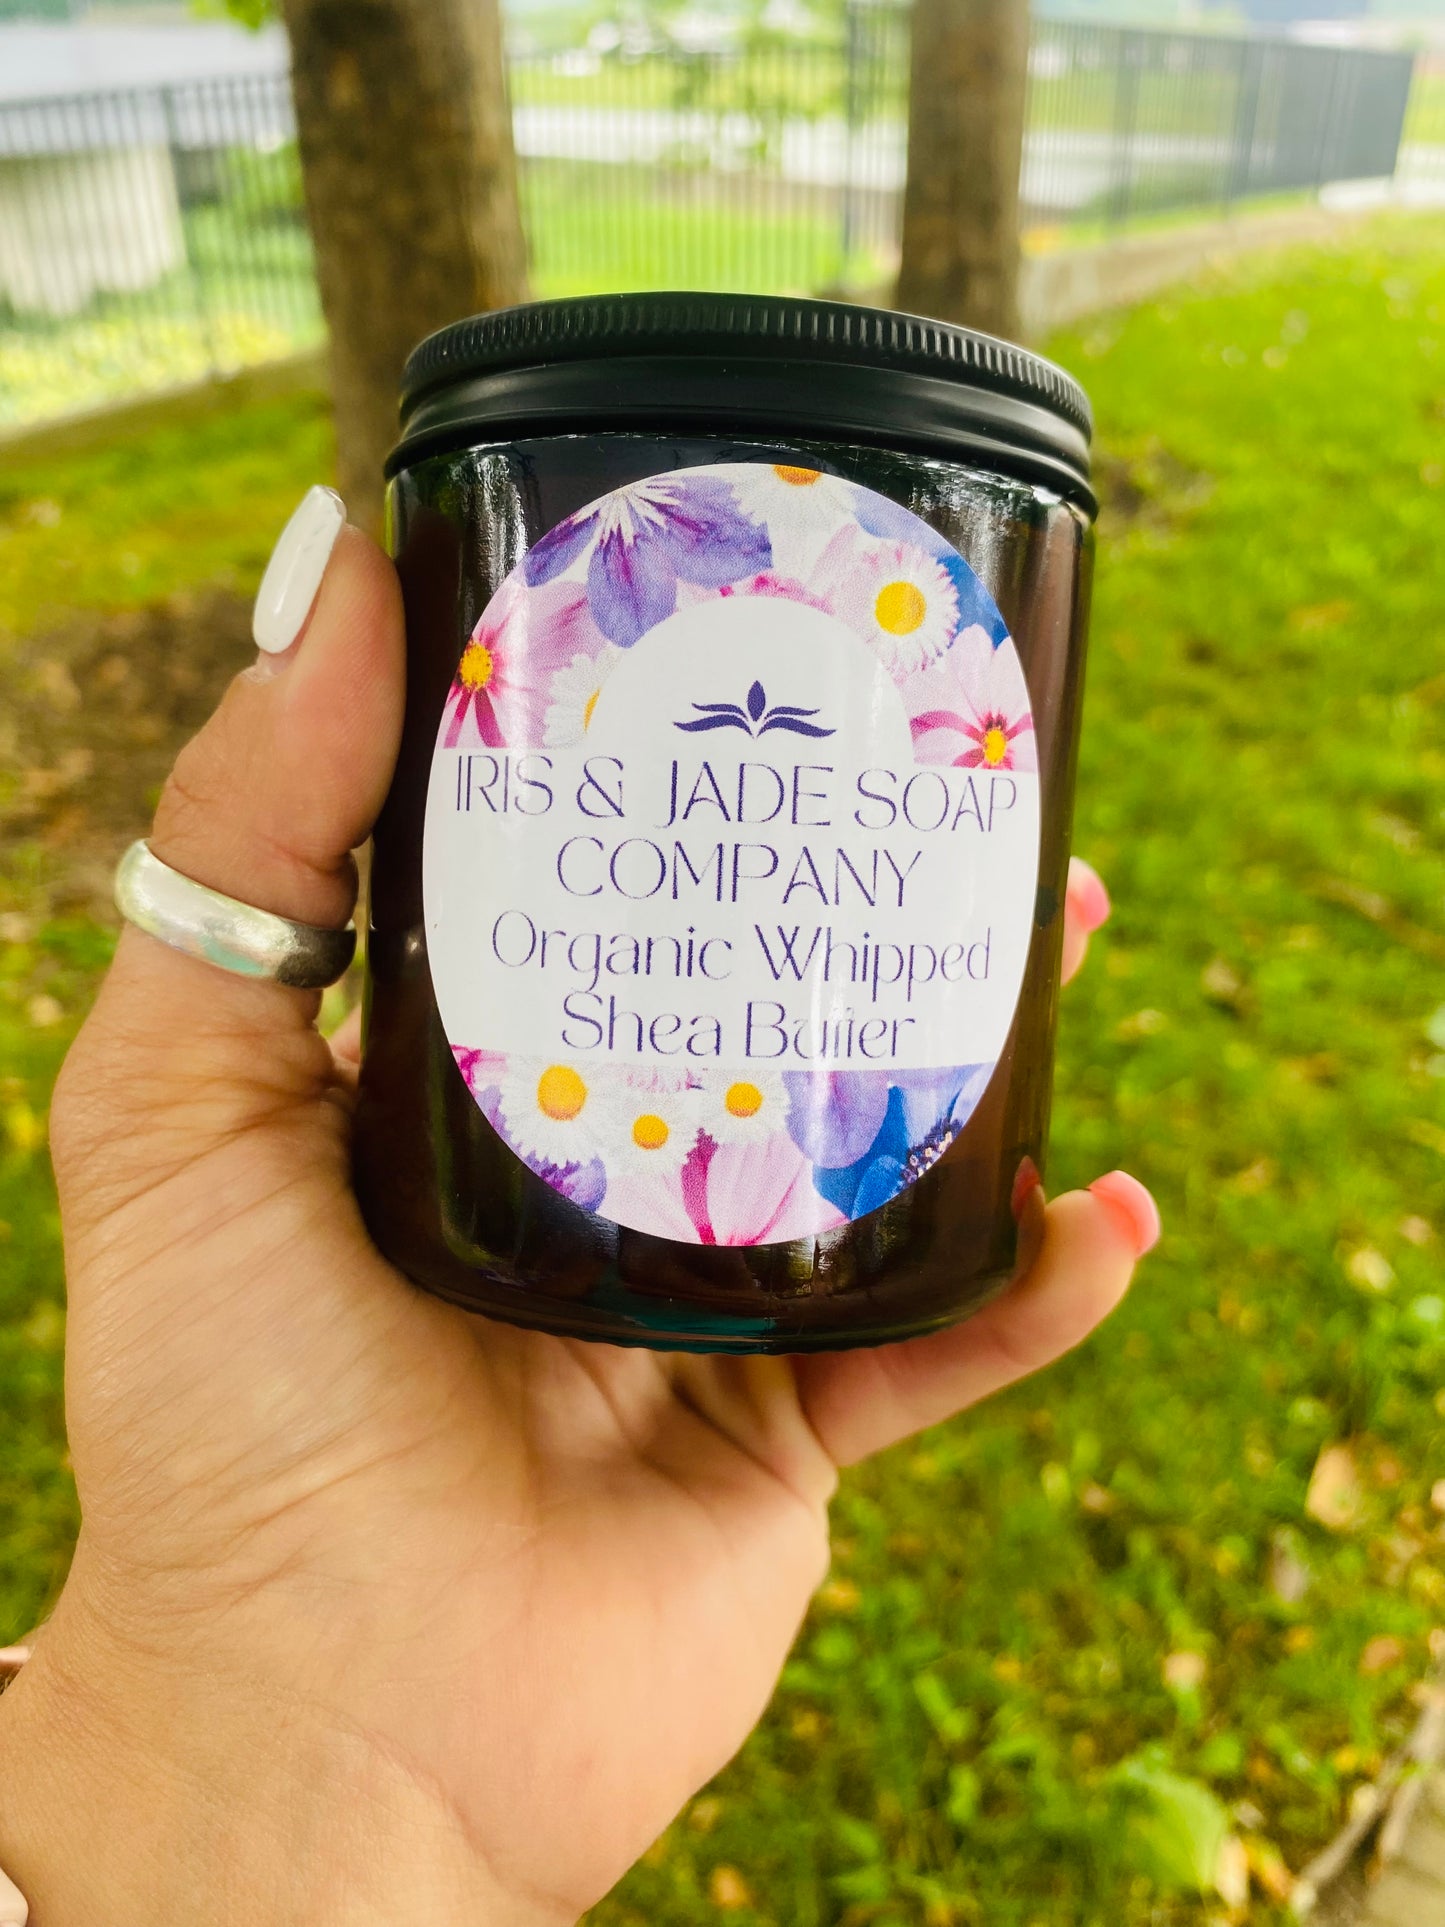 IRIS & JADE SOAP
COMPANY
Organic Whipped
Shea Butter